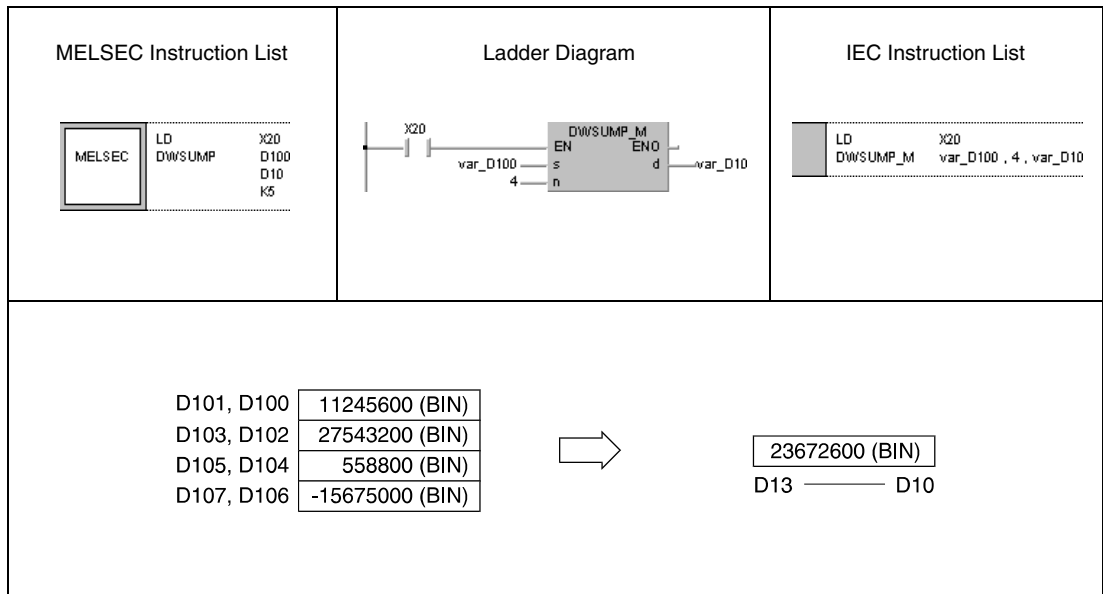 MELSEC Instruction List
MELSEC
LD X20
DWSUMP D100
D10
K5
Ladder Diagram
X20
DWSUMP_M
EN ENO
var_D100 s d var_D10
4 n
IEC Instruction List
LD X20
DWSUMP_M var_D100 , 4 , var_D10
D101, D100 11245600 (BIN)
D103, D102 27543200 (BIN)
D105, D104 558800 (BIN)
D107, D106 -15675000 (BIN)
23672600 (BIN)
D13 D10